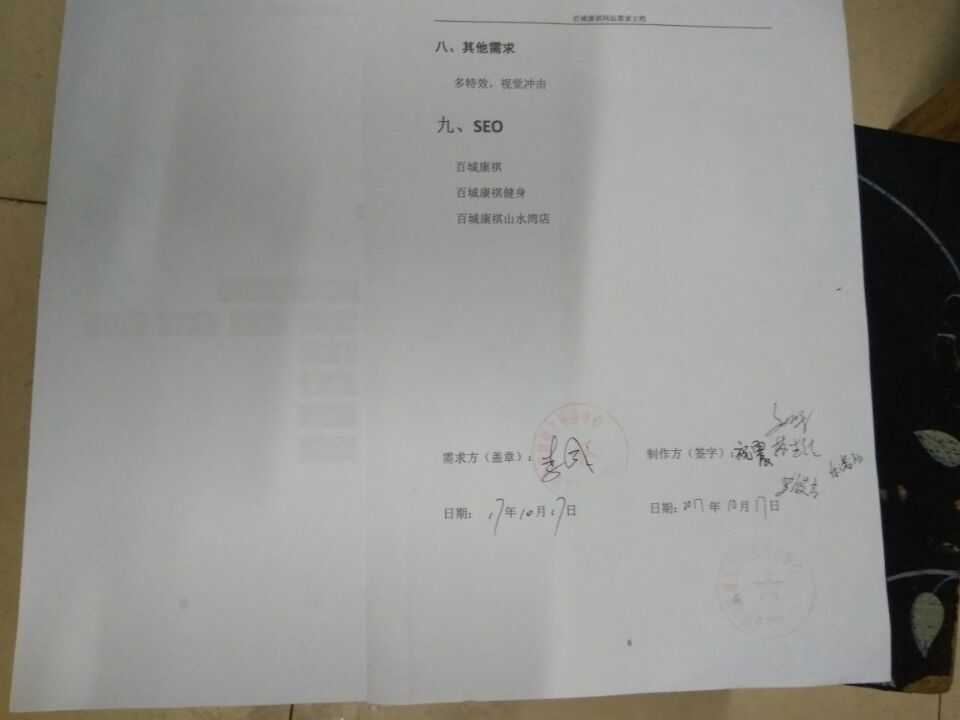 百城康祺网站需求文档
八、其他需求
多特效，视觉冲击
九、SEO
百城康祺
百城康祺健身
百城康祺山水湾店
需求方（盖章）： 制作方（签字）：祝震
日期： 17年10月17日 日期：2017年10月17日
6